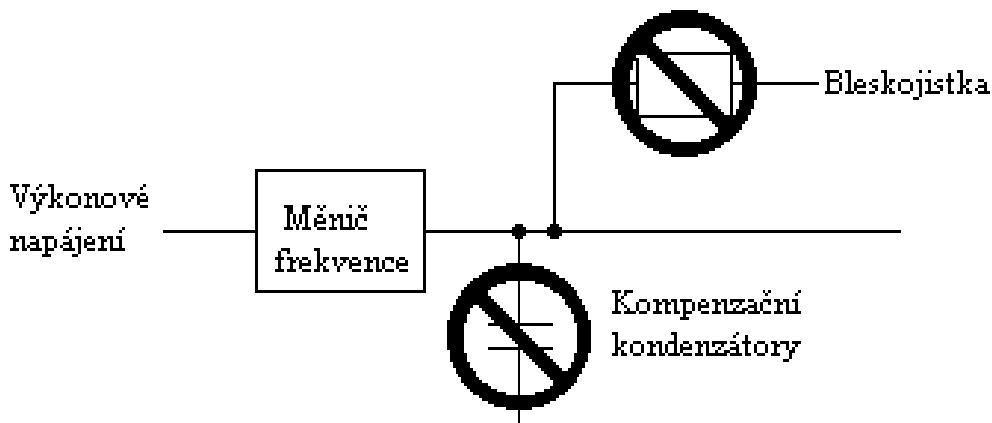 Bleskojistka
Výkonové
napájení
Měnič
frekvence
Kompenzační
kondenzátory